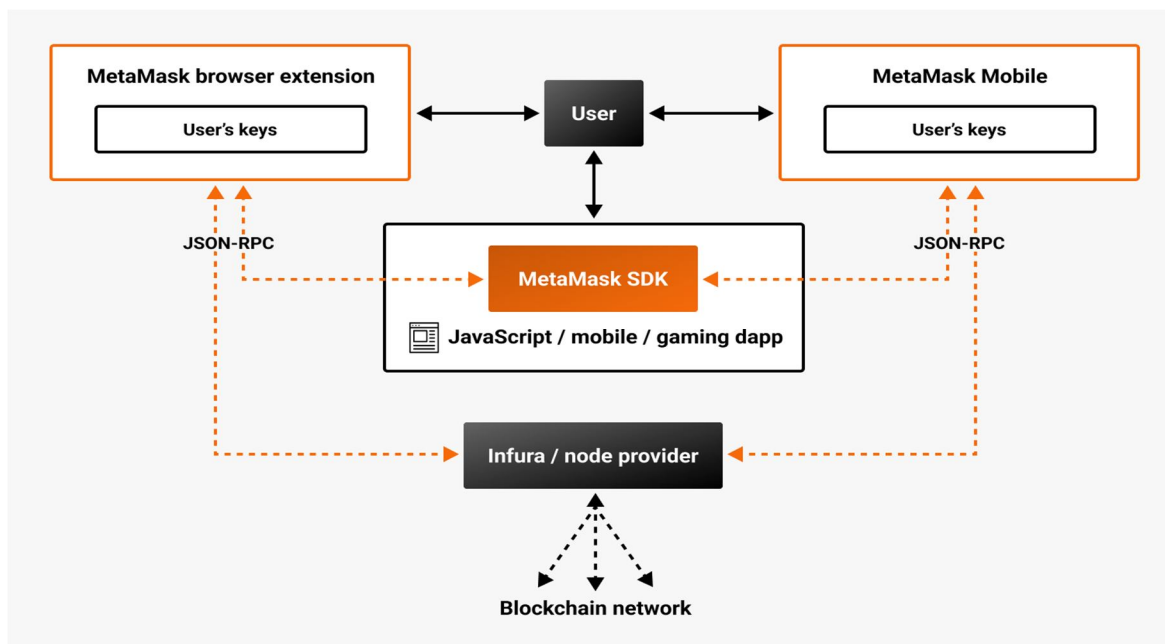 MetaMask browser extension
User's keys
User
MetaMask Mobile
User's keys
JSON-RPC
JSON-RPC
MetaMask SDK
JavaScript / mobile / gaming dapp
Infura / node provider
Blockchain network